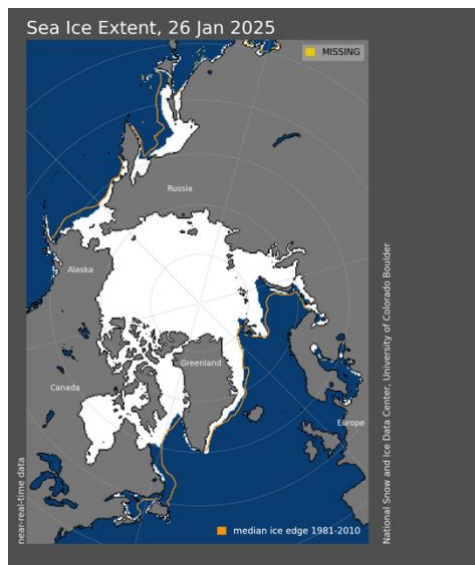 Sea Ice Extent, 26 Jan 2025
MISSING
Russia
Alaska
Greenland
Canada
Europe
near-real-time data
median ice edge 1981-2010
National Snow and Ice Data Center, University of Colorado Boulder